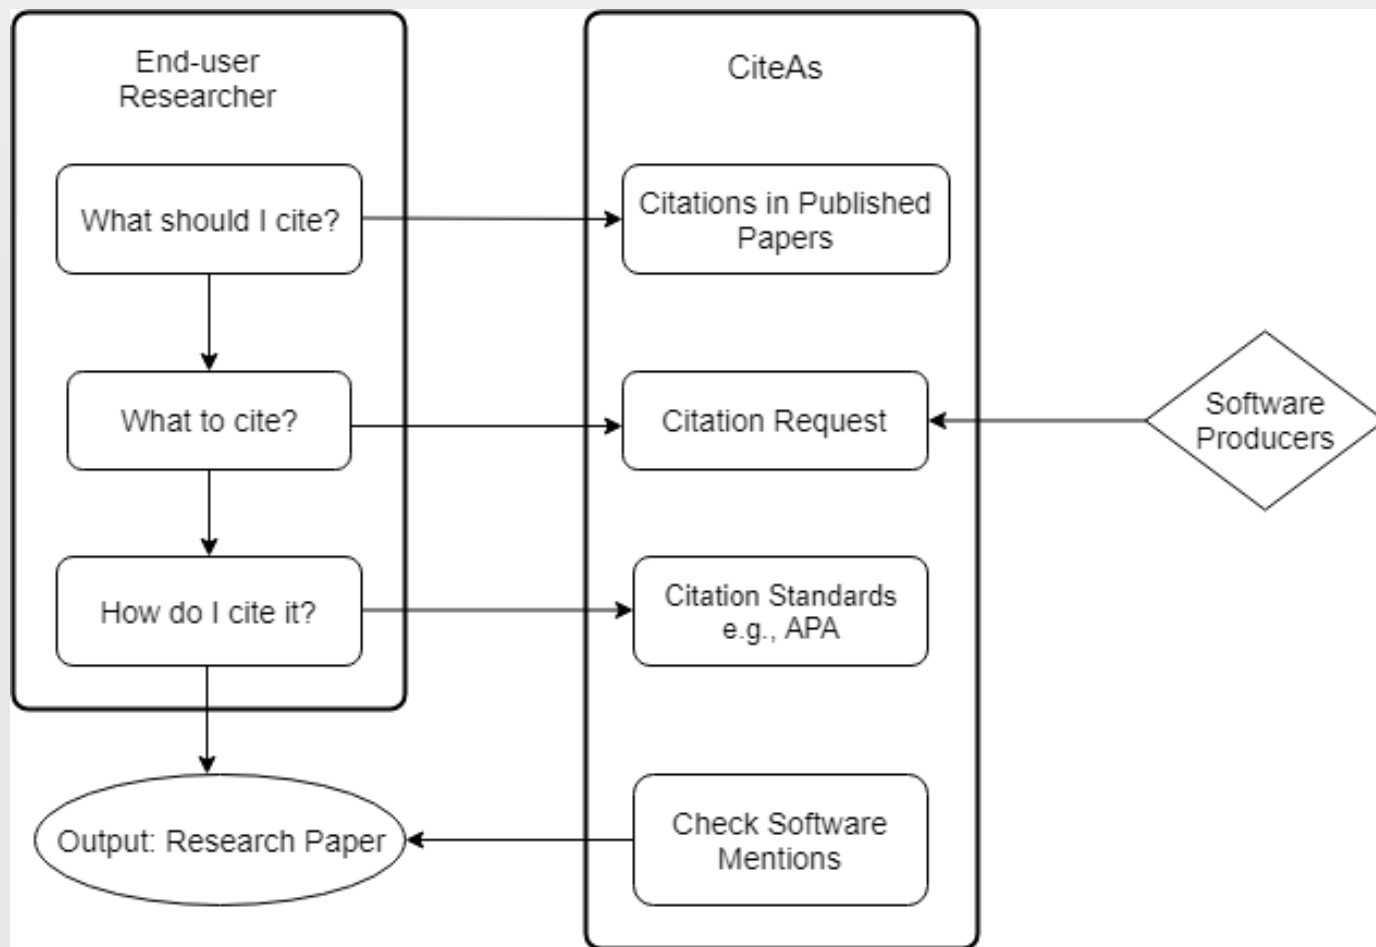 End-user
Researcher
CiteAs
What should I cite?
Citations in Published
Papers
What to cite?
Citation Request
Software
Producers
How do I cite it?
Citation Standards
e.g., APA
Output: Research Paper
Check Software
Mentions